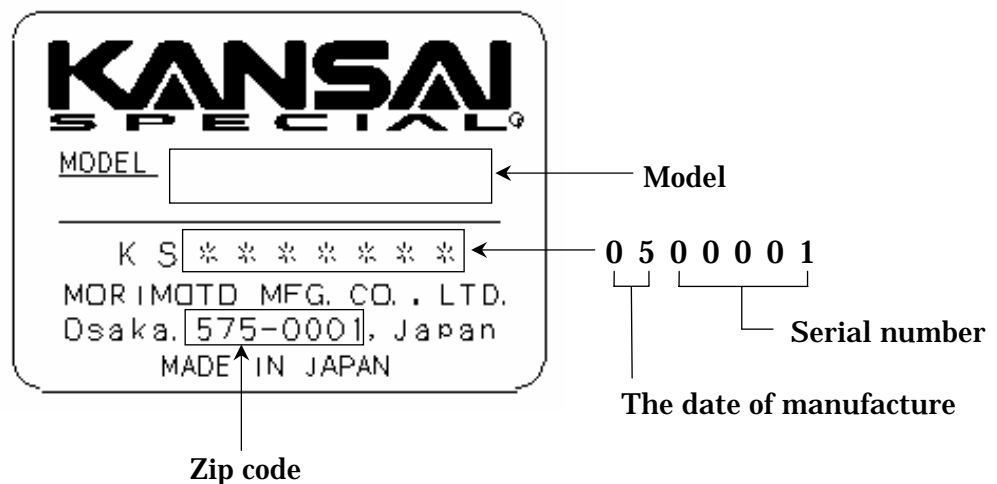 KANSAI
SPECIAL
MODEL
Model
K S * * * * * * *
0 5 0 0 0 0 1
MORIMOTO MFG. CO., LTD.
Serial number
Osaka, 575-0001, Japan
MADE IN JAPAN
The date of manufacture
Zip code